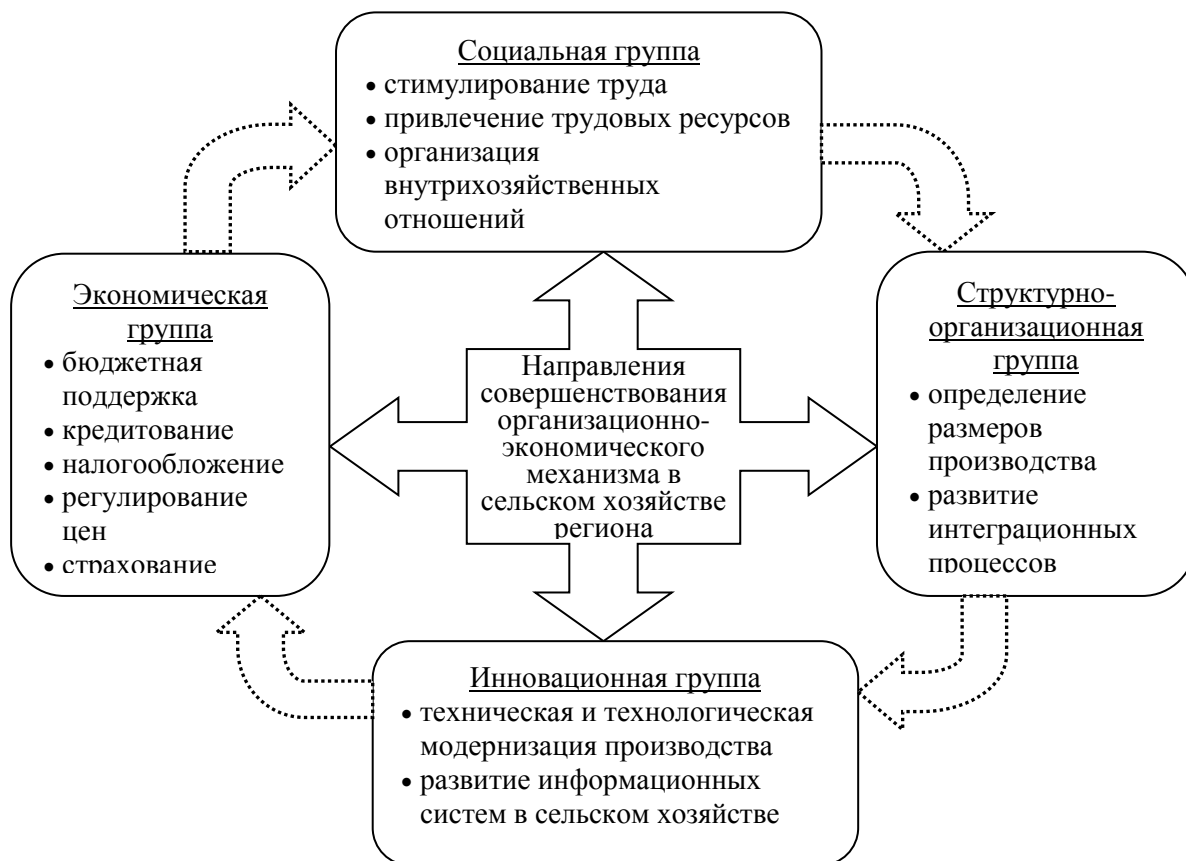 Социальная группа
• стимулирование труда
• привлечение трудовых ресурсов
• организация
внутрихозяйственных
отношений
Экономическая
группа
• бюджетная
поддержка
• кредитование
• налогообложение
• регулирование
цен
• страхование
Направления
совершенствования
организационно-
экономического
механизма в
сельском хозяйстве
региона
Структурно-
организационная
группа
• определение
размеров
производства
• развитие
интеграционных
процессов
Инновационная группа
• техническая и технологическая
модернизация производства
• развитие информационных
систем в сельском хозяйстве